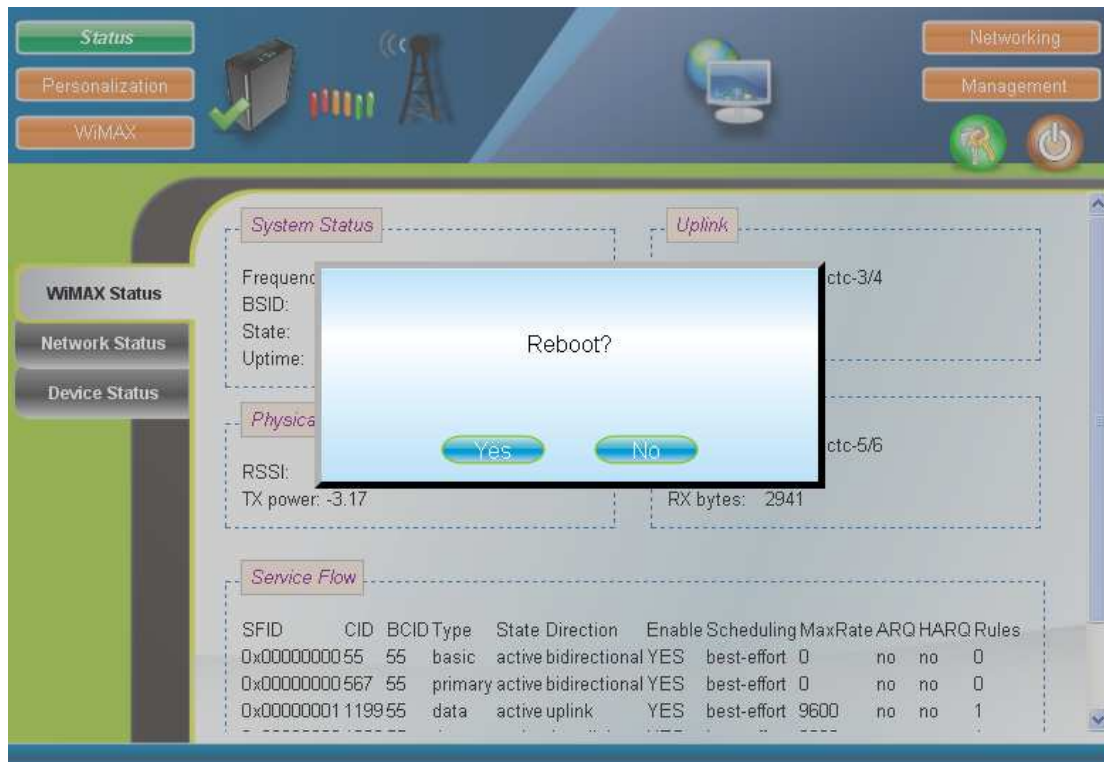 Status
Personalization
WiMAX
Networking
Management
WiMAX Status
Network Status
Device Status
System Status
BSID:
State:
Uptime:
Uplink
ctc-3/4
Reboot?
Yes No
RSSI:
TX power: -3.17
ctc-5/6
RX bytes: 2941
Service Flow
SFID CID BCID Type State Direction Enable Scheduling MaxRate ARQ HARQ Rules
0x00000000 55 55 basic active bidirectional YES best-effort 0 no no 0
0x00000000 567 55 primary active bidirectional YES best-effort 0 no no 0
0x00000001 1199 55 data active uplink YES best-effort 9600 no no 1